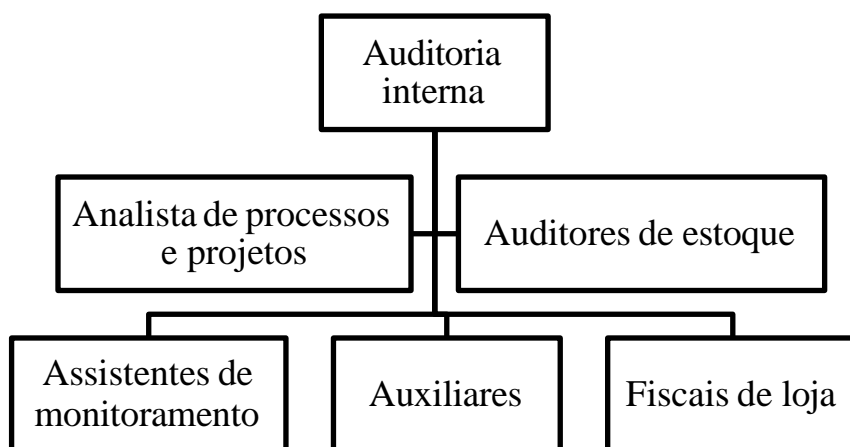 Auditoria
interna
Analista de processos
e projetos
Auditores de estoque
Assistentes de
monitoramento
Auxiliares
Fiscais de loja